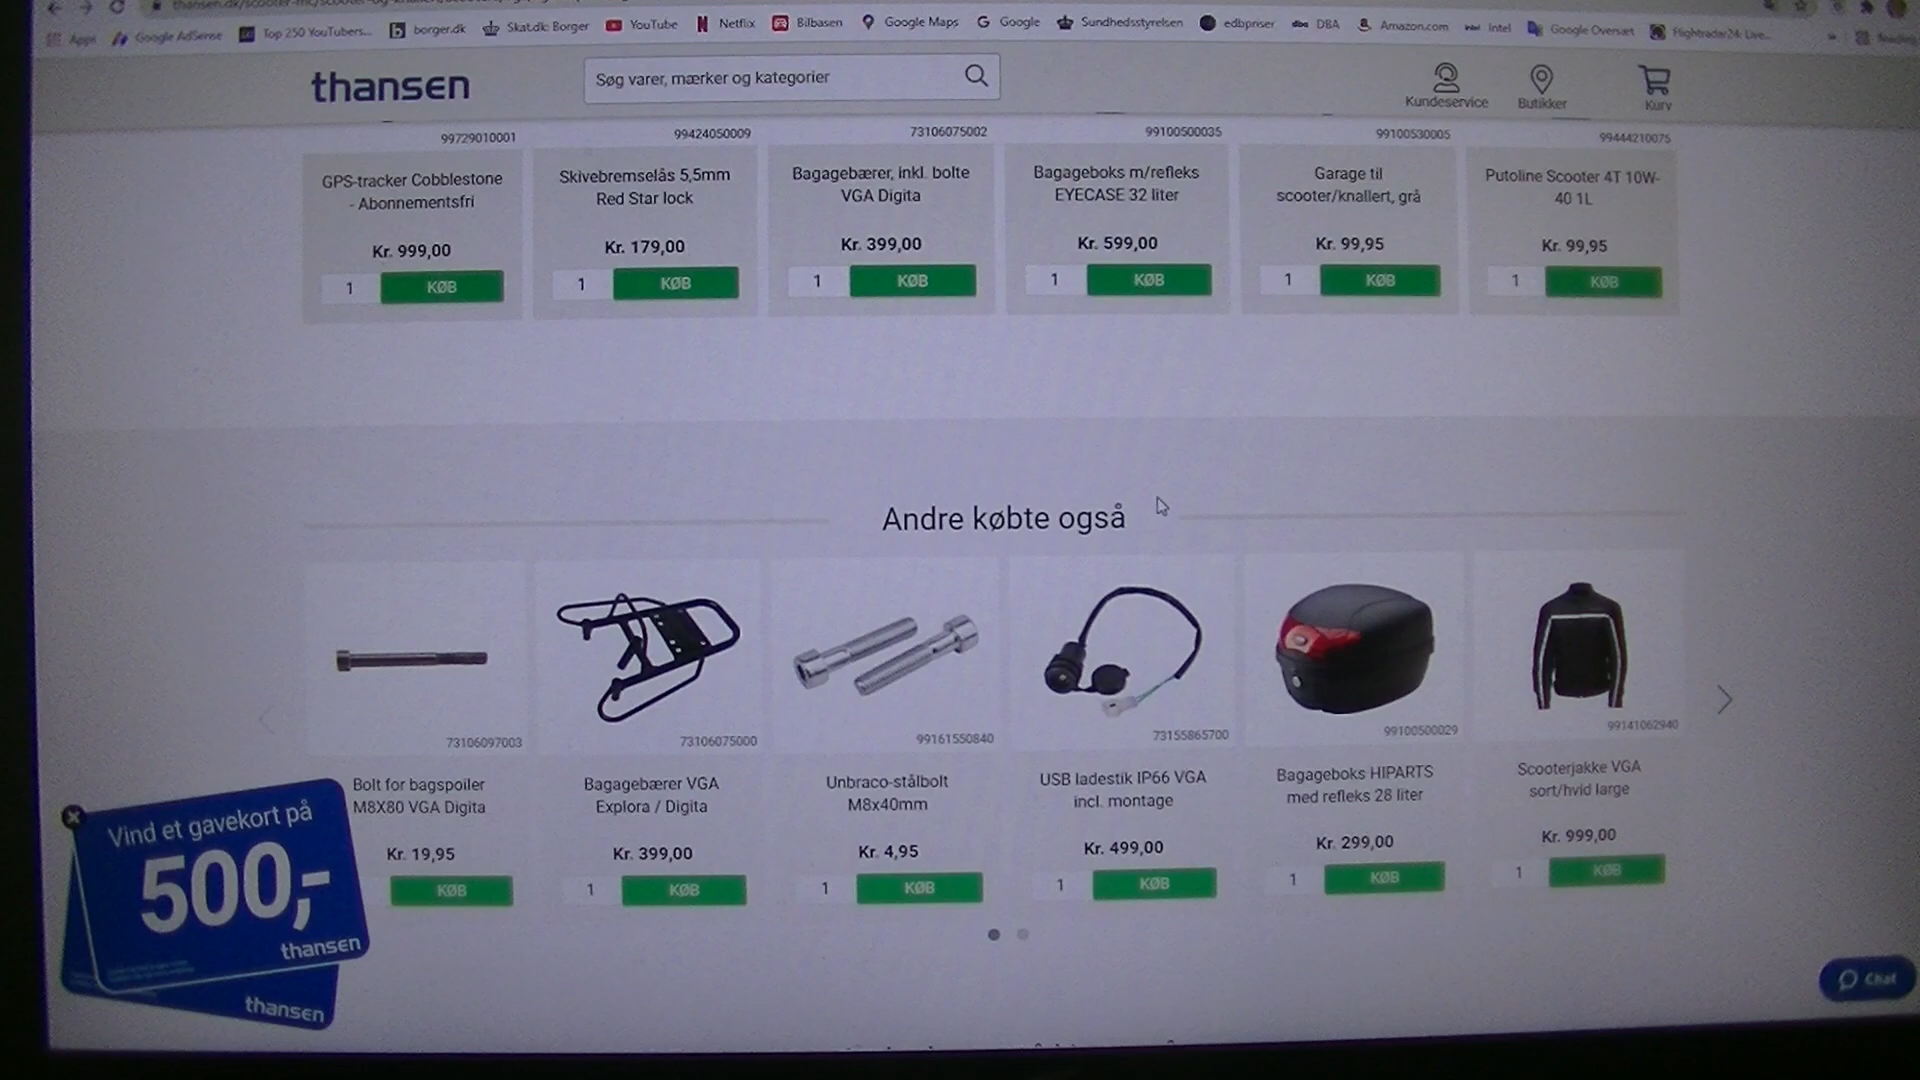 Apps
Google AdSense
Top 250 YouTubers...
borger.dk
Skat.dk: Borger
YouTube
Netflix
Bilbasen
Google Maps
Google
Sundhedsstyrelsen
edbpriser
DBA
Amazon.com
Intel
Google Oversæt
Flightradar24: Live...
thansen
Søg varer, mærker og kategorier
Kundeservice
Butikker
Kurv
99729010001
99424050009
73106075002
99100500035
99100530005
99444210075
GPS-tracker Cobblestone
- Abonnementsfri
Kr. 999,00
1 KØB
Skivebremselås 5,5mm
Red Star lock
Kr. 179,00
1 KØB
Bagagebærer, inkl. bolte
VGA Digita
Kr. 399,00
1 KØB
Bagageboks m/refleks
EYECASE 32 liter
Kr. 599,00
1 KØB
Garage til
scooter/knallert, grå
Kr. 99,95
1 KØB
Putoline Scooter 4T 10W-
40 1L
Kr. 99,95
1 KØB
Andre købte også
73106097003
Bolt for bagspoiler
M8X80 VGA Digita
Kr. 19,95
KØB
73106075000
Bagagebærer VGA
Explora / Digita
Kr. 399,00
1 KØB
99161550840
Unbraco-stålbolt
M8x40mm
Kr. 4,95
1 KØB
73155865700
USB ladestik IP66 VGA
incl. montage
Kr. 499,00
1 KØB
99100500029
Bagageboks HIPARTS
med refleks 28 liter
Kr. 299,00
1 KØB
99141062940
Scooterjakke VGA
sort/hvid large
Kr. 999,00
1 KØB
Vind et gavekort på
500,-
thansen
thansen
Chat